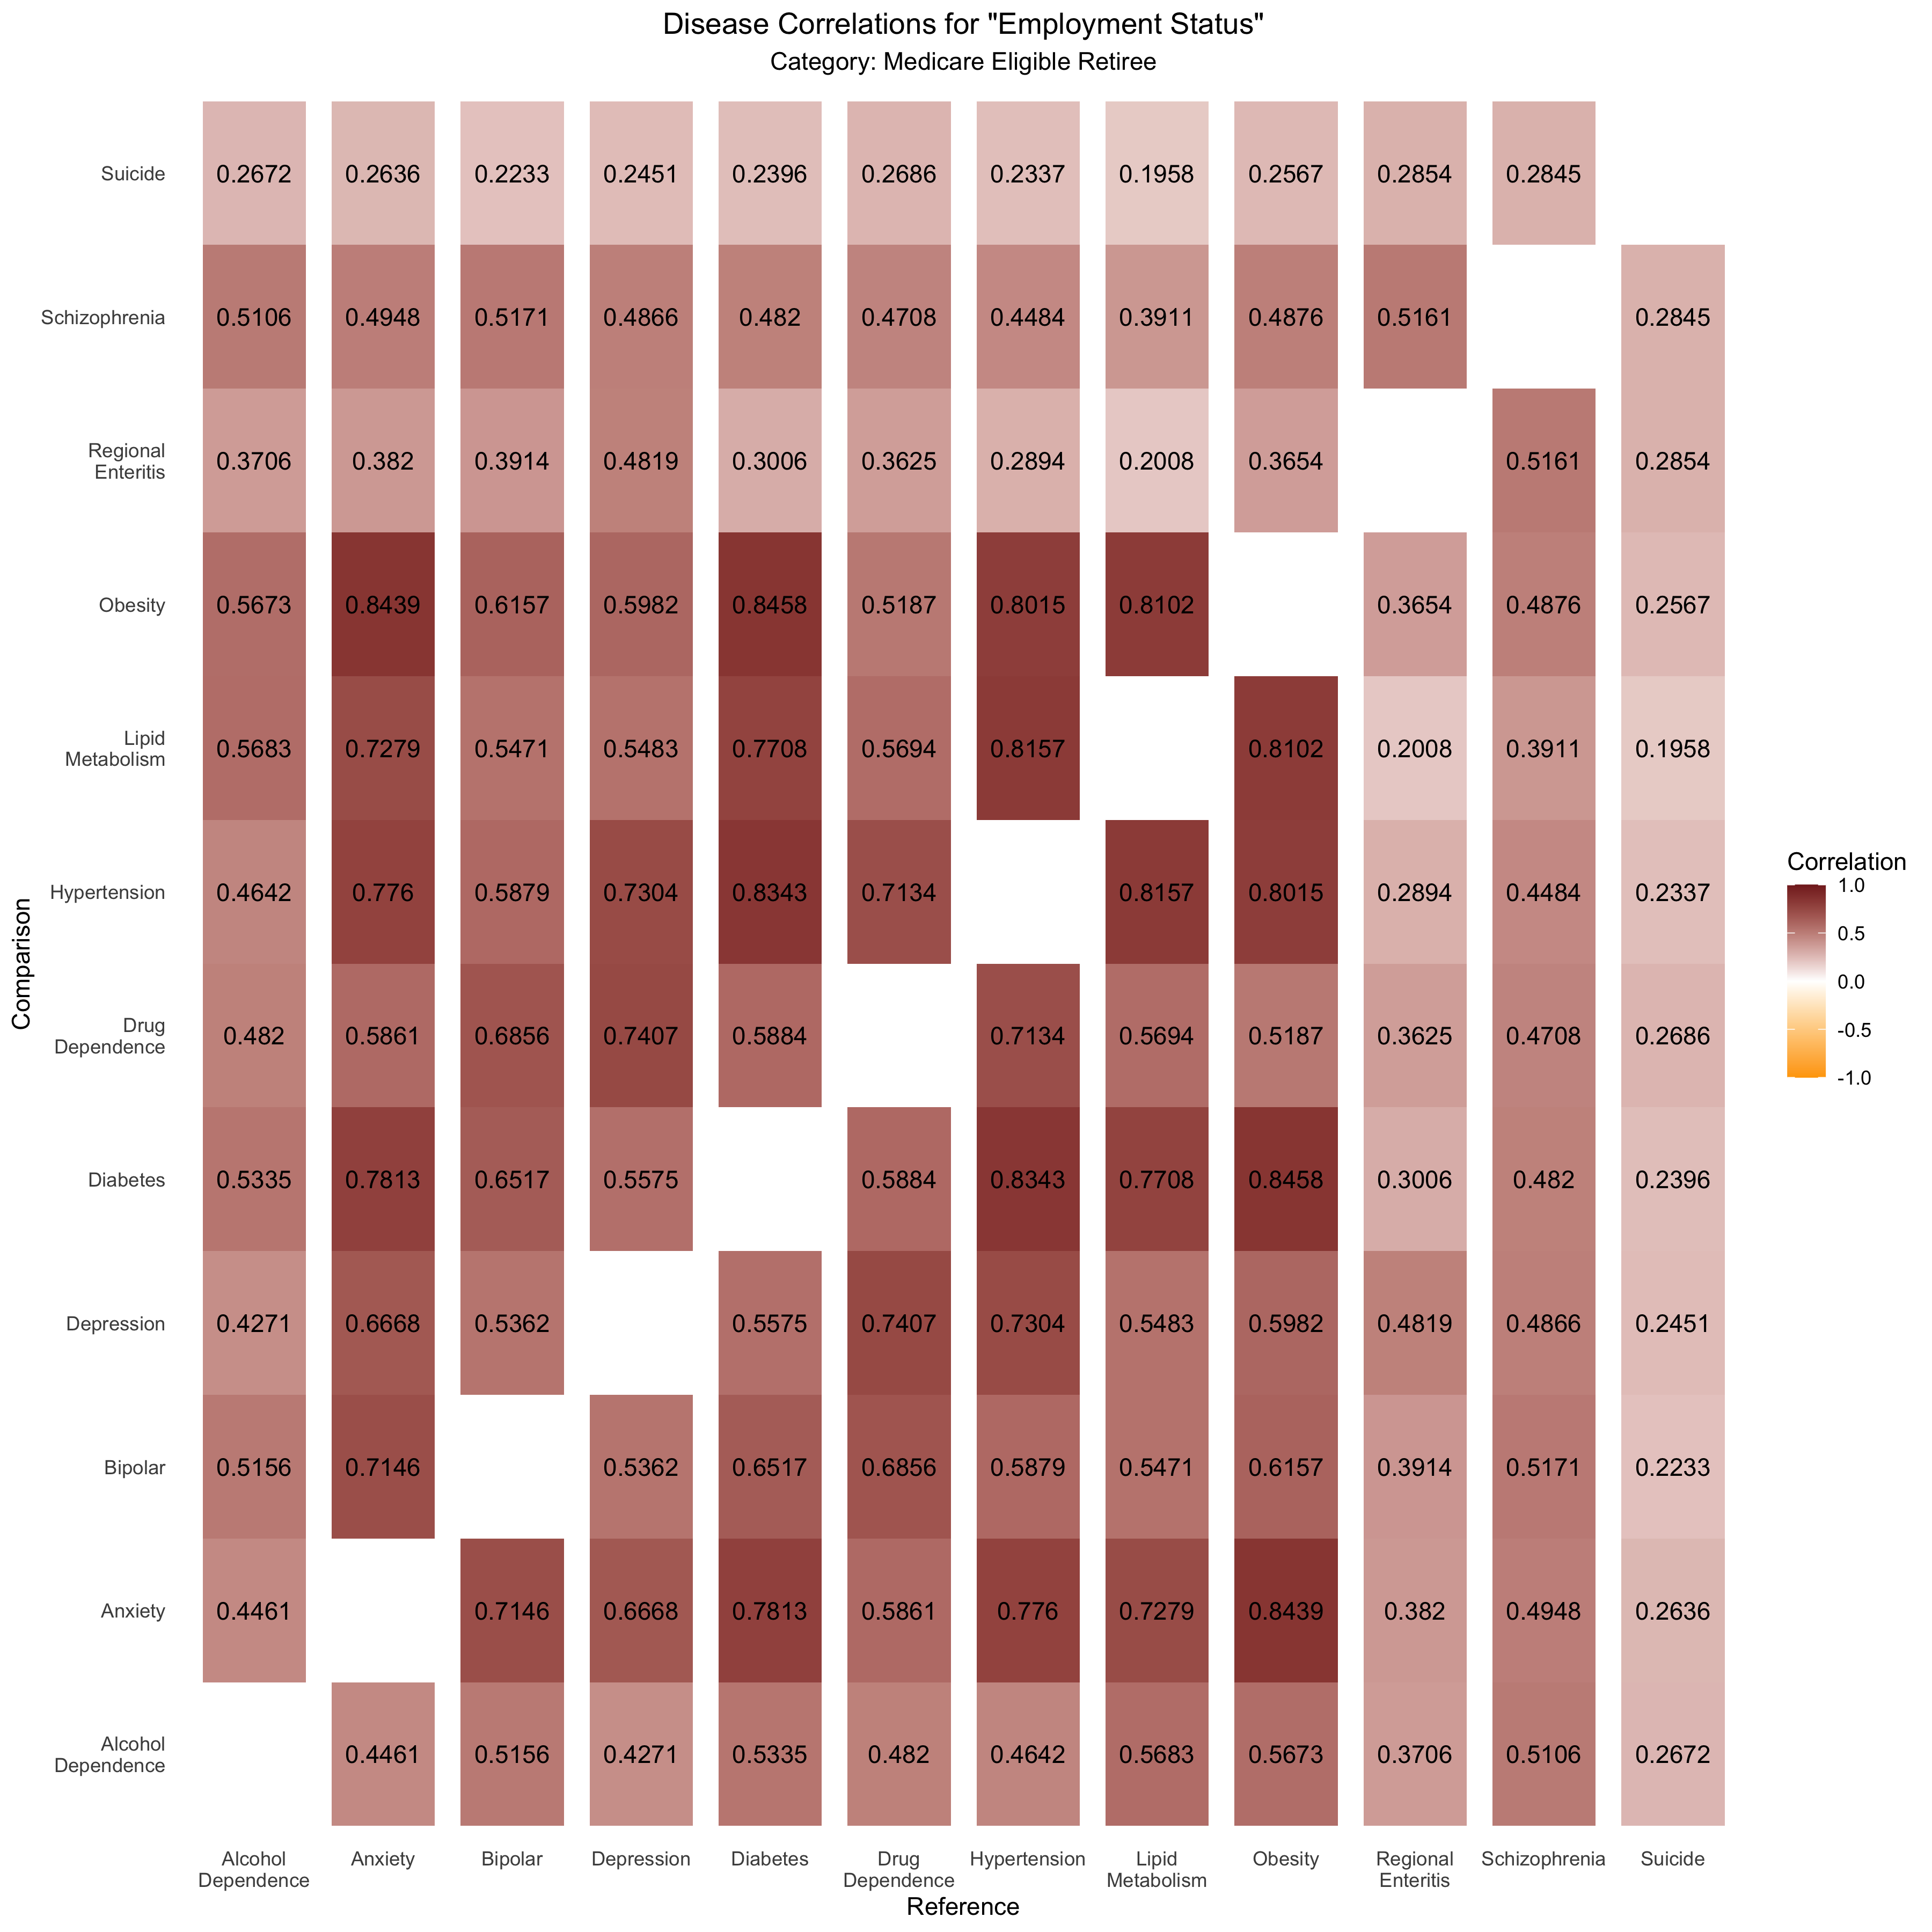 Disease Correlations for "Employment Status"
Category: Medicare Eligible Retiree
Suicide 0.2672 0.2636 0.2233 0.2451 0.2396 0.2686 0.2337 0.1958 0.2567 0.2854 0.2845
Schizophrenia 0.5106 0.4948 0.5171 0.4866 0.482 0.4708 0.4484 0.3911 0.4876 0.5161 0.2845
Regional
Enteritis
0.3706 0.382 0.3914 0.4819 0.3006 0.3625 0.2894 0.2008 0.3654 0.5161 0.2854
Obesity 0.5673 0.8439 0.6157 0.5982 0.8458 0.5187 0.8015 0.8102 0.3654 0.4876 0.2567
Lipid
Metabolism
0.5683 0.7279 0.5471 0.5483 0.7708 0.5694 0.8157 0.8102 0.2008 0.3911 0.1958
Hypertension 0.4642 0.776 0.5879 0.7304 0.8343 0.7134 0.8157 0.8015 0.2894 0.4484 0.2337
Drug
Dependence
0.482 0.5861 0.6856 0.7407 0.5884 0.7134 0.5694 0.5187 0.3625 0.4708 0.2686
Diabetes 0.5335 0.7813 0.6517 0.5575 0.5884 0.8343 0.7708 0.8458 0.3006 0.482 0.2396
Depression 0.4271 0.6668 0.5362 0.5575 0.7407 0.7304 0.5483 0.5982 0.4819 0.4866 0.2451
Bipolar 0.5156 0.7146 0.5362 0.6517 0.6856 0.5879 0.5471 0.6157 0.3914 0.5171 0.2233
Anxiety 0.4461 0.7146 0.6668 0.7813 0.5861 0.776 0.7279 0.8439 0.382 0.4948 0.2636
Alcohol
Dependence
0.4461 0.5156 0.4271 0.5335 0.482 0.4642 0.5683 0.5673 0.3706 0.5106 0.2672
Comparison
Alcohol Anxiety Bipolar Depression Diabetes Drug Hypertension Lipid Obesity Regional Schizophrenia Suicide
Dependence Dependence Metabolism Enteritis
Reference
Correlation
1.0
0.5
0.0
-0.5
-1.0